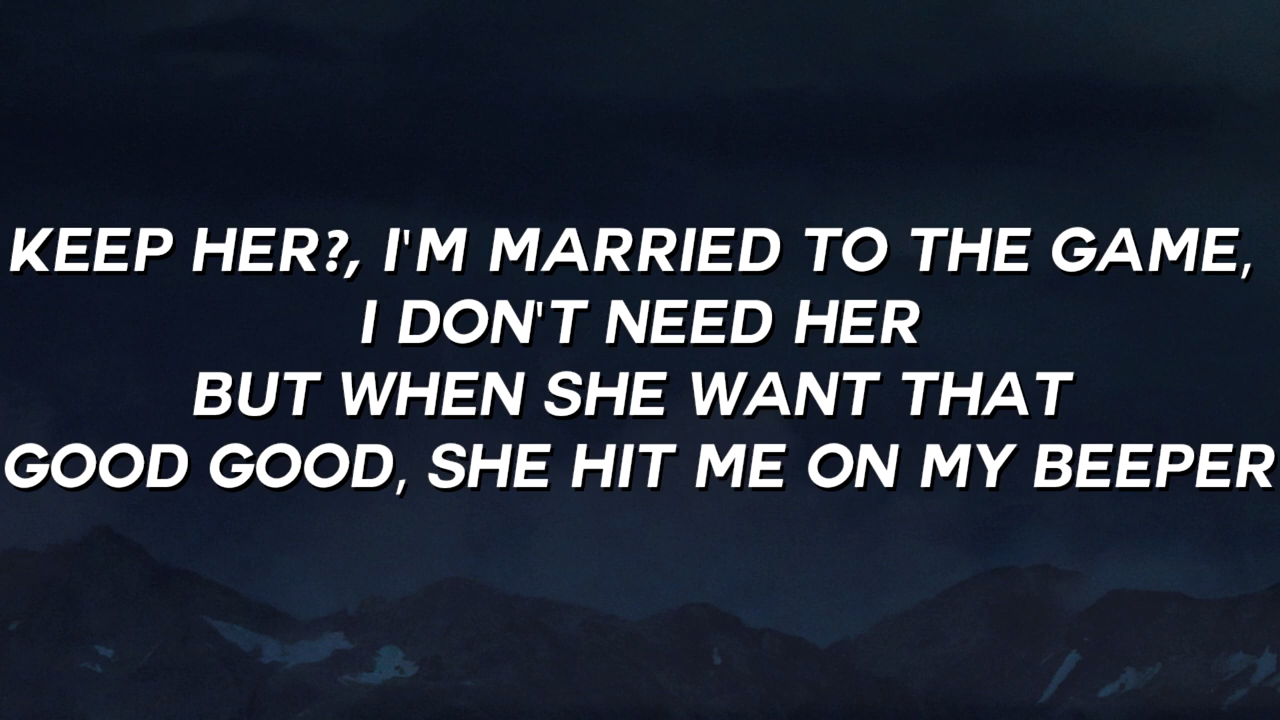 KEEP HER?, I'M MARRIED TO THE GAME,
I DON'T NEED HER
BUT WHEN SHE WANT THAT
GOOD GOOD, SHE HIT ME ON MY BEEPER